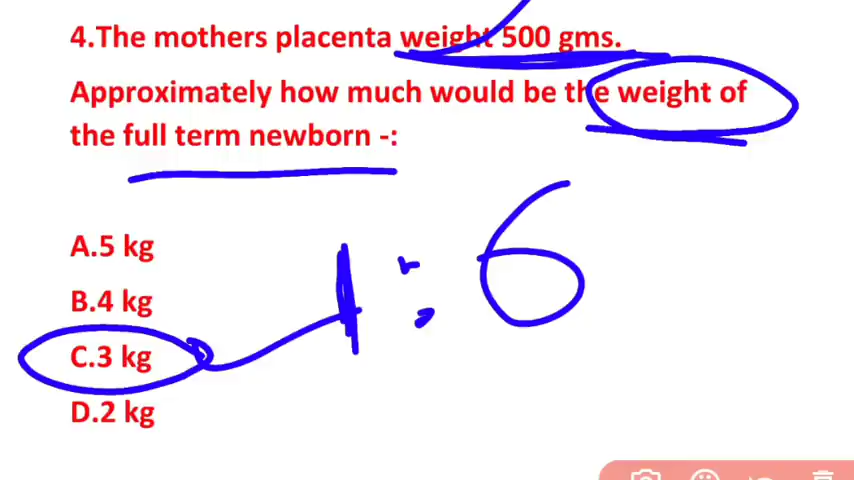 4.The mothers placenta weight 500 gms.
Approximately how much would be the weight of
the full term newborn -:
A.5 kg
B.4 kg
C.3 kg
D.2 kg
1:6